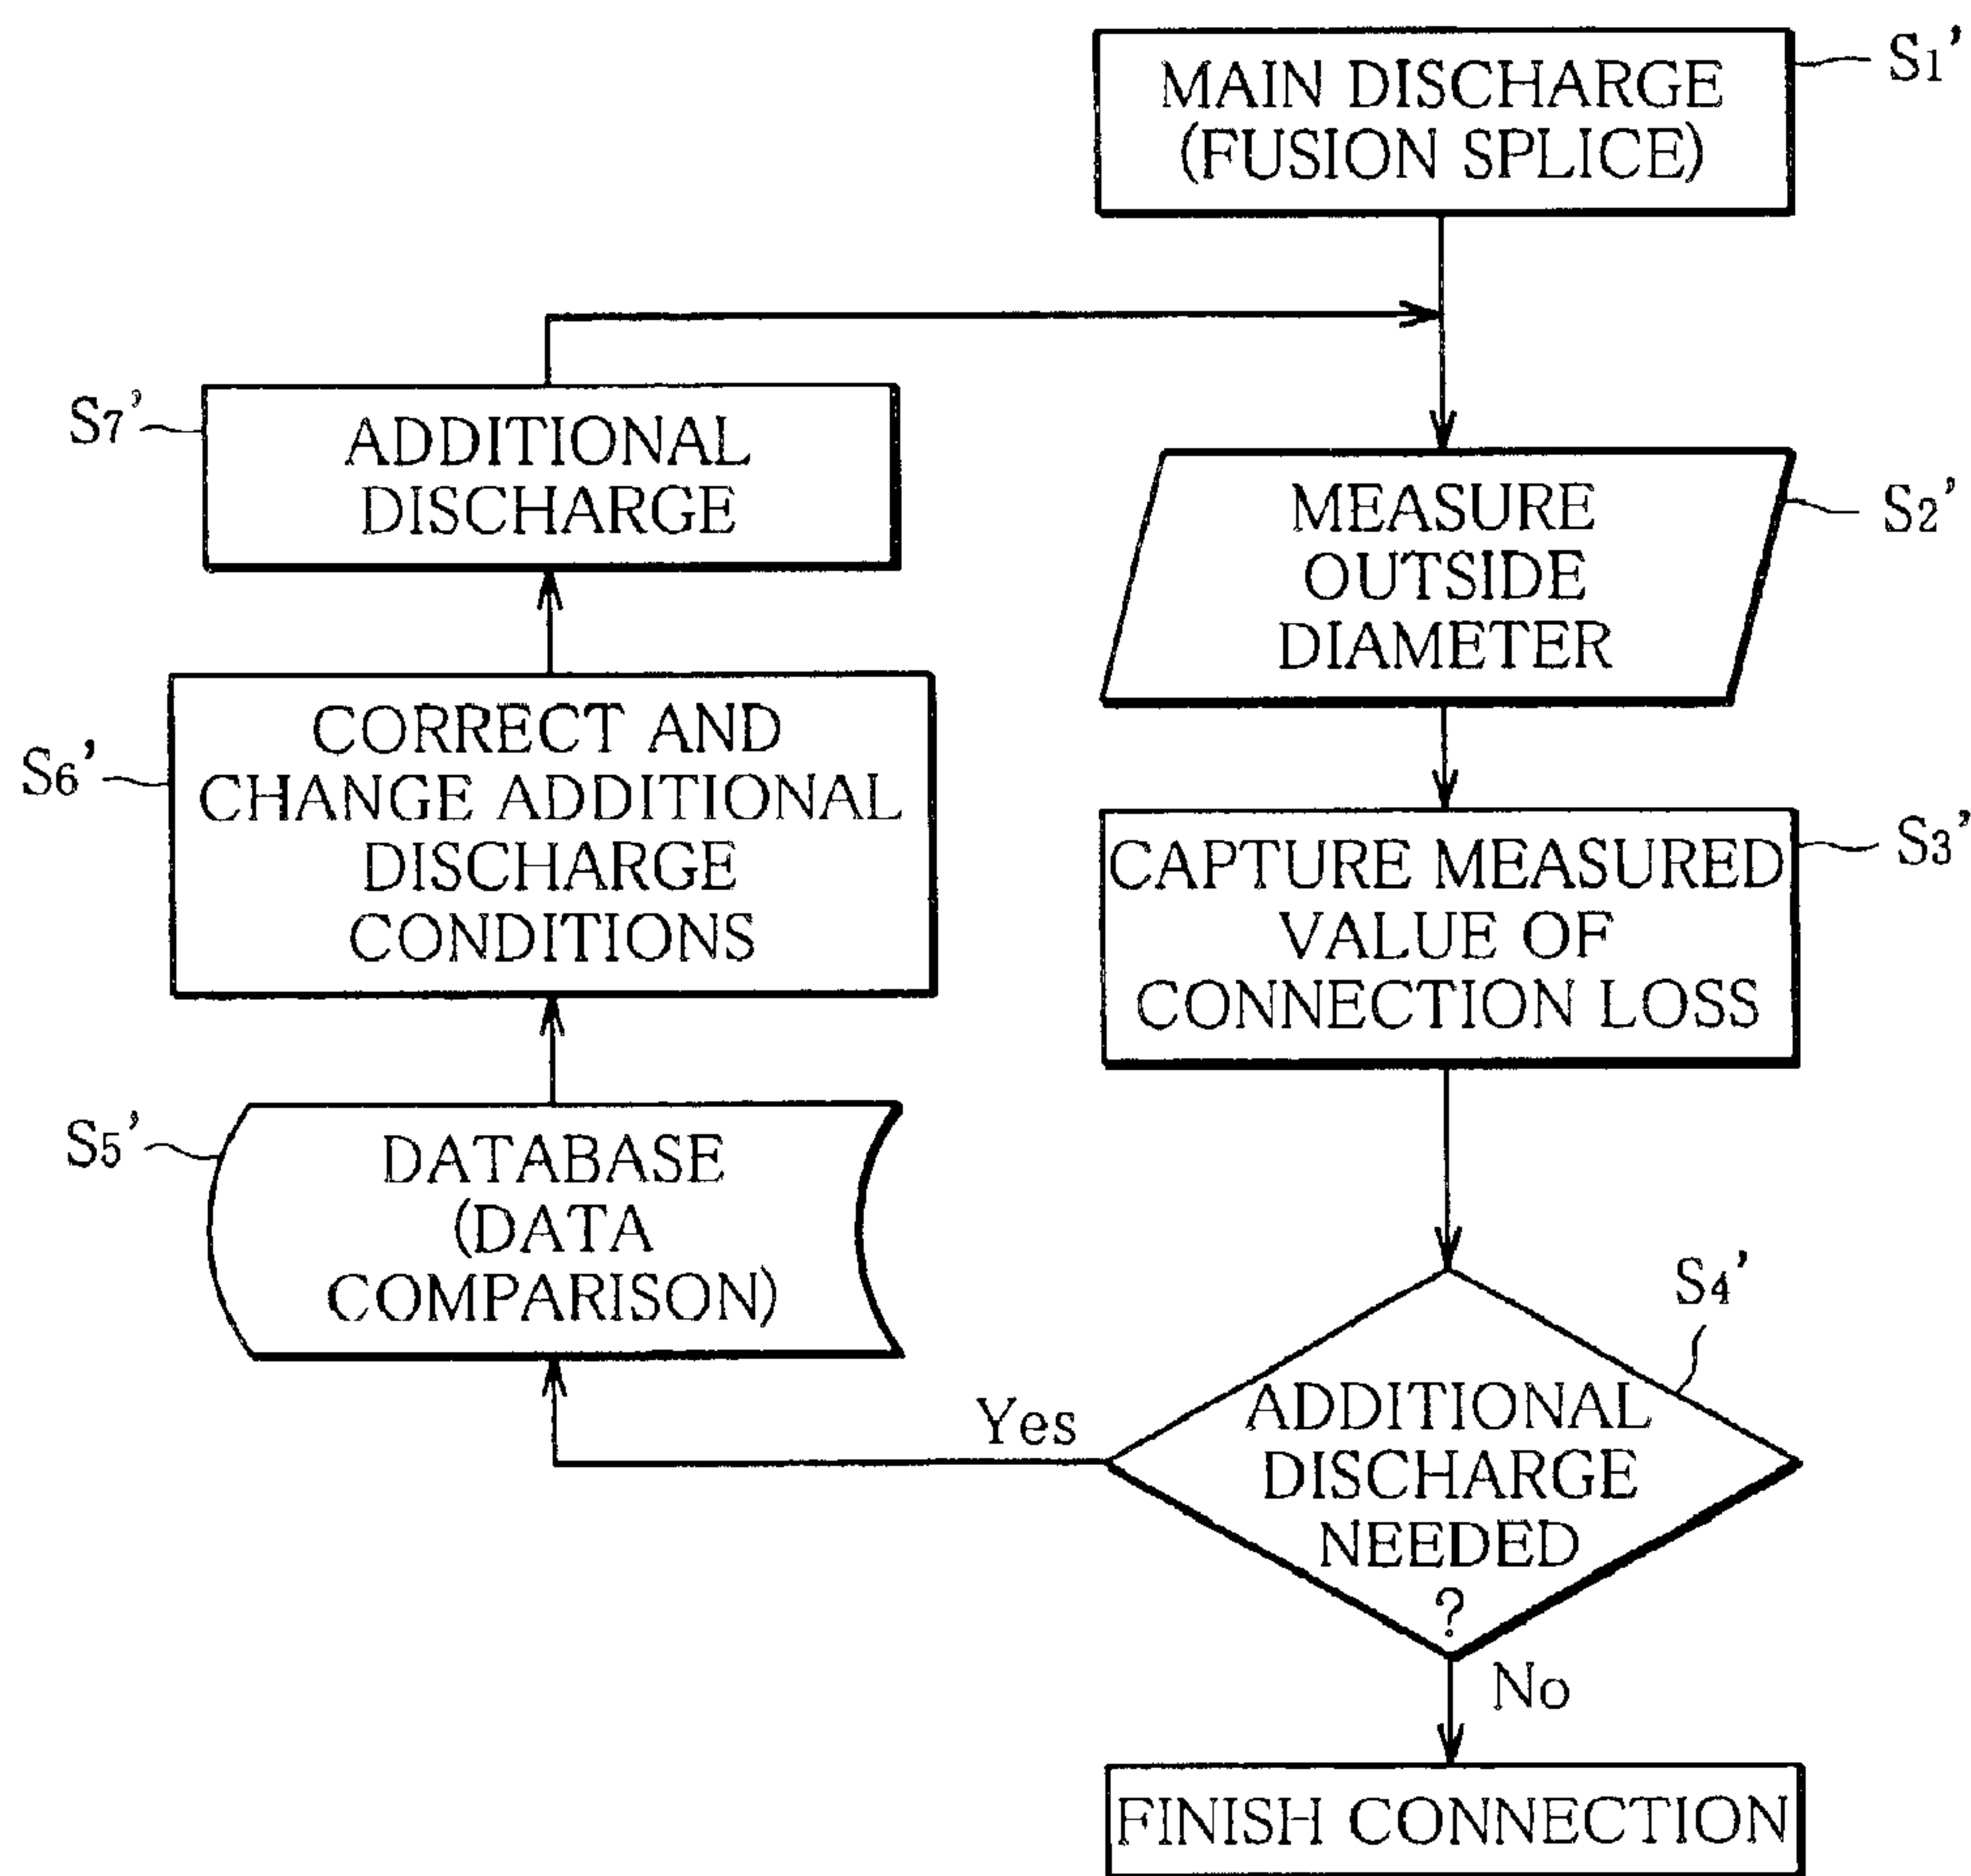 MAIN DISCHARGE
(FUSION SPLICE)
S1'
ADDITIONAL
DISCHARGE
S7'
MEASURE
OUTSIDE
DIAMETER
S2'
CORRECT AND
CHANGE ADDITIONAL
DISCHARGE
CONDITIONS
S6'
CAPTURE MEASURED
VALUE OF
CONNECTION LOSS
S3'
DATABASE
(DATA
COMPARISON)
S5'
ADDITIONAL
DISCHARGE
NEEDED
?
S4'
Yes
No
FINISH CONNECTION